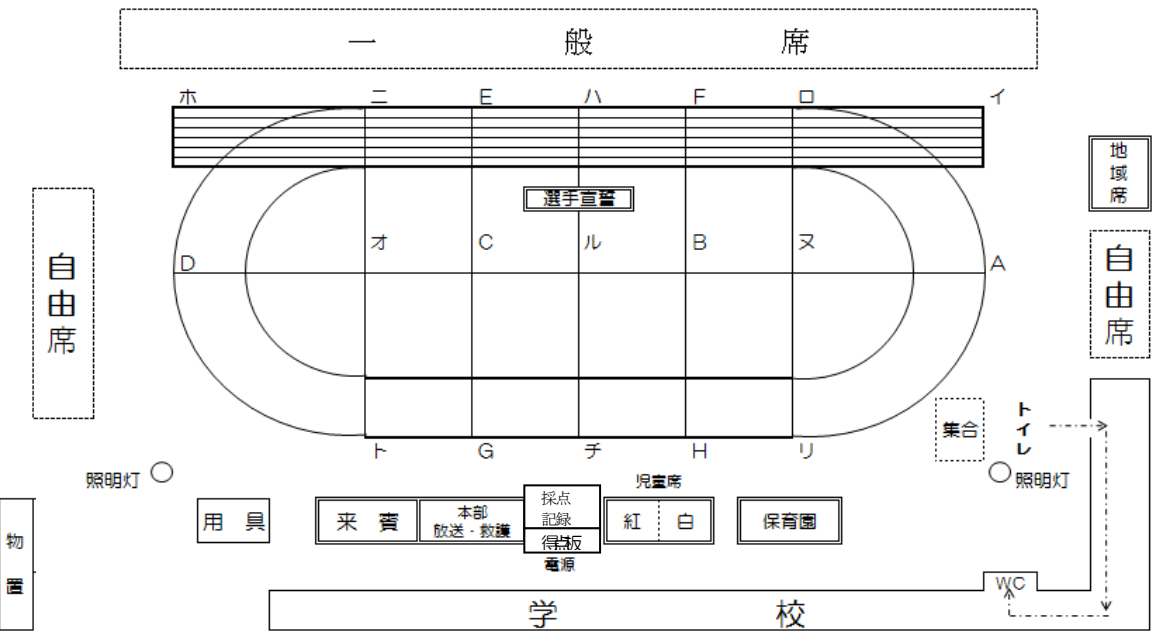 一般席
ホ ニ E ハ F ロ イ
地域席
選手宣誓
オ C ル B ヌ
D A
自由席
自由席
ト G チ H リ
集合
トイレ
照明灯
照明灯
児童席
用具
来賓
本部
放送・救護
採点
記録
得点板
電源
紅 白
保育園
物置
WC
学校